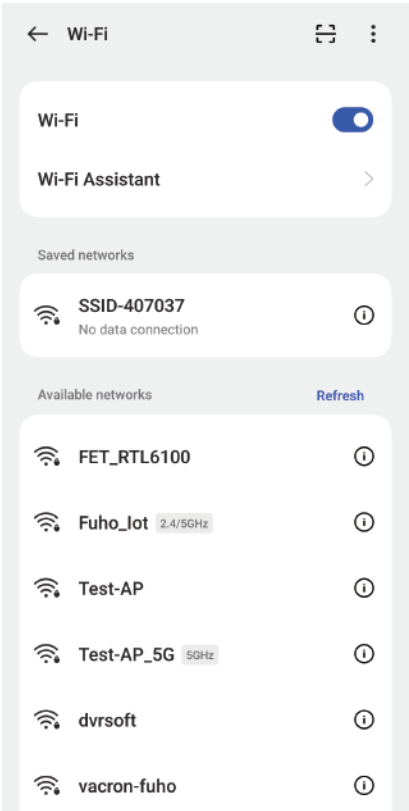 Wi-Fi
Wi-Fi
Wi-Fi Assistant
Saved networks
SSID-407037
No data connection
Available networks Refresh
FET_RTL6100
Fuho_Iot 2.4/5GHz
Test-AP
Test-AP_5G 5GHz
dvrsoft
vacron-fuho